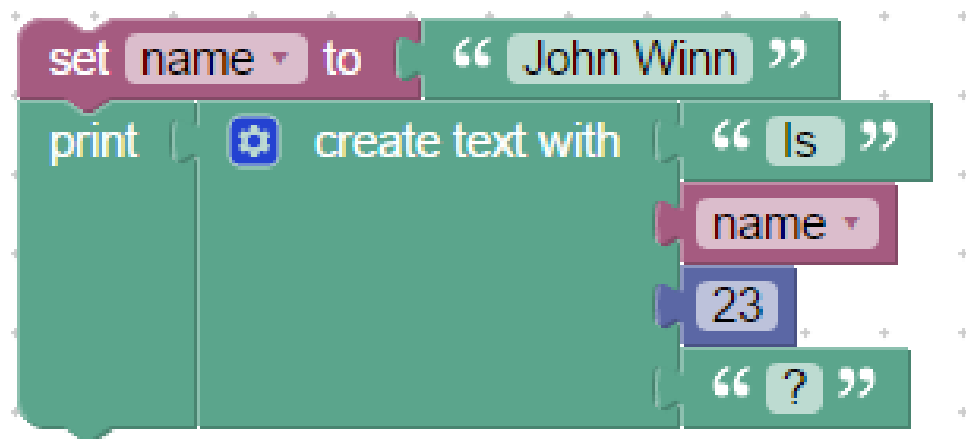 set name to “ John Winn ”
print create text with “ Is ”
name
23
“ ? ”